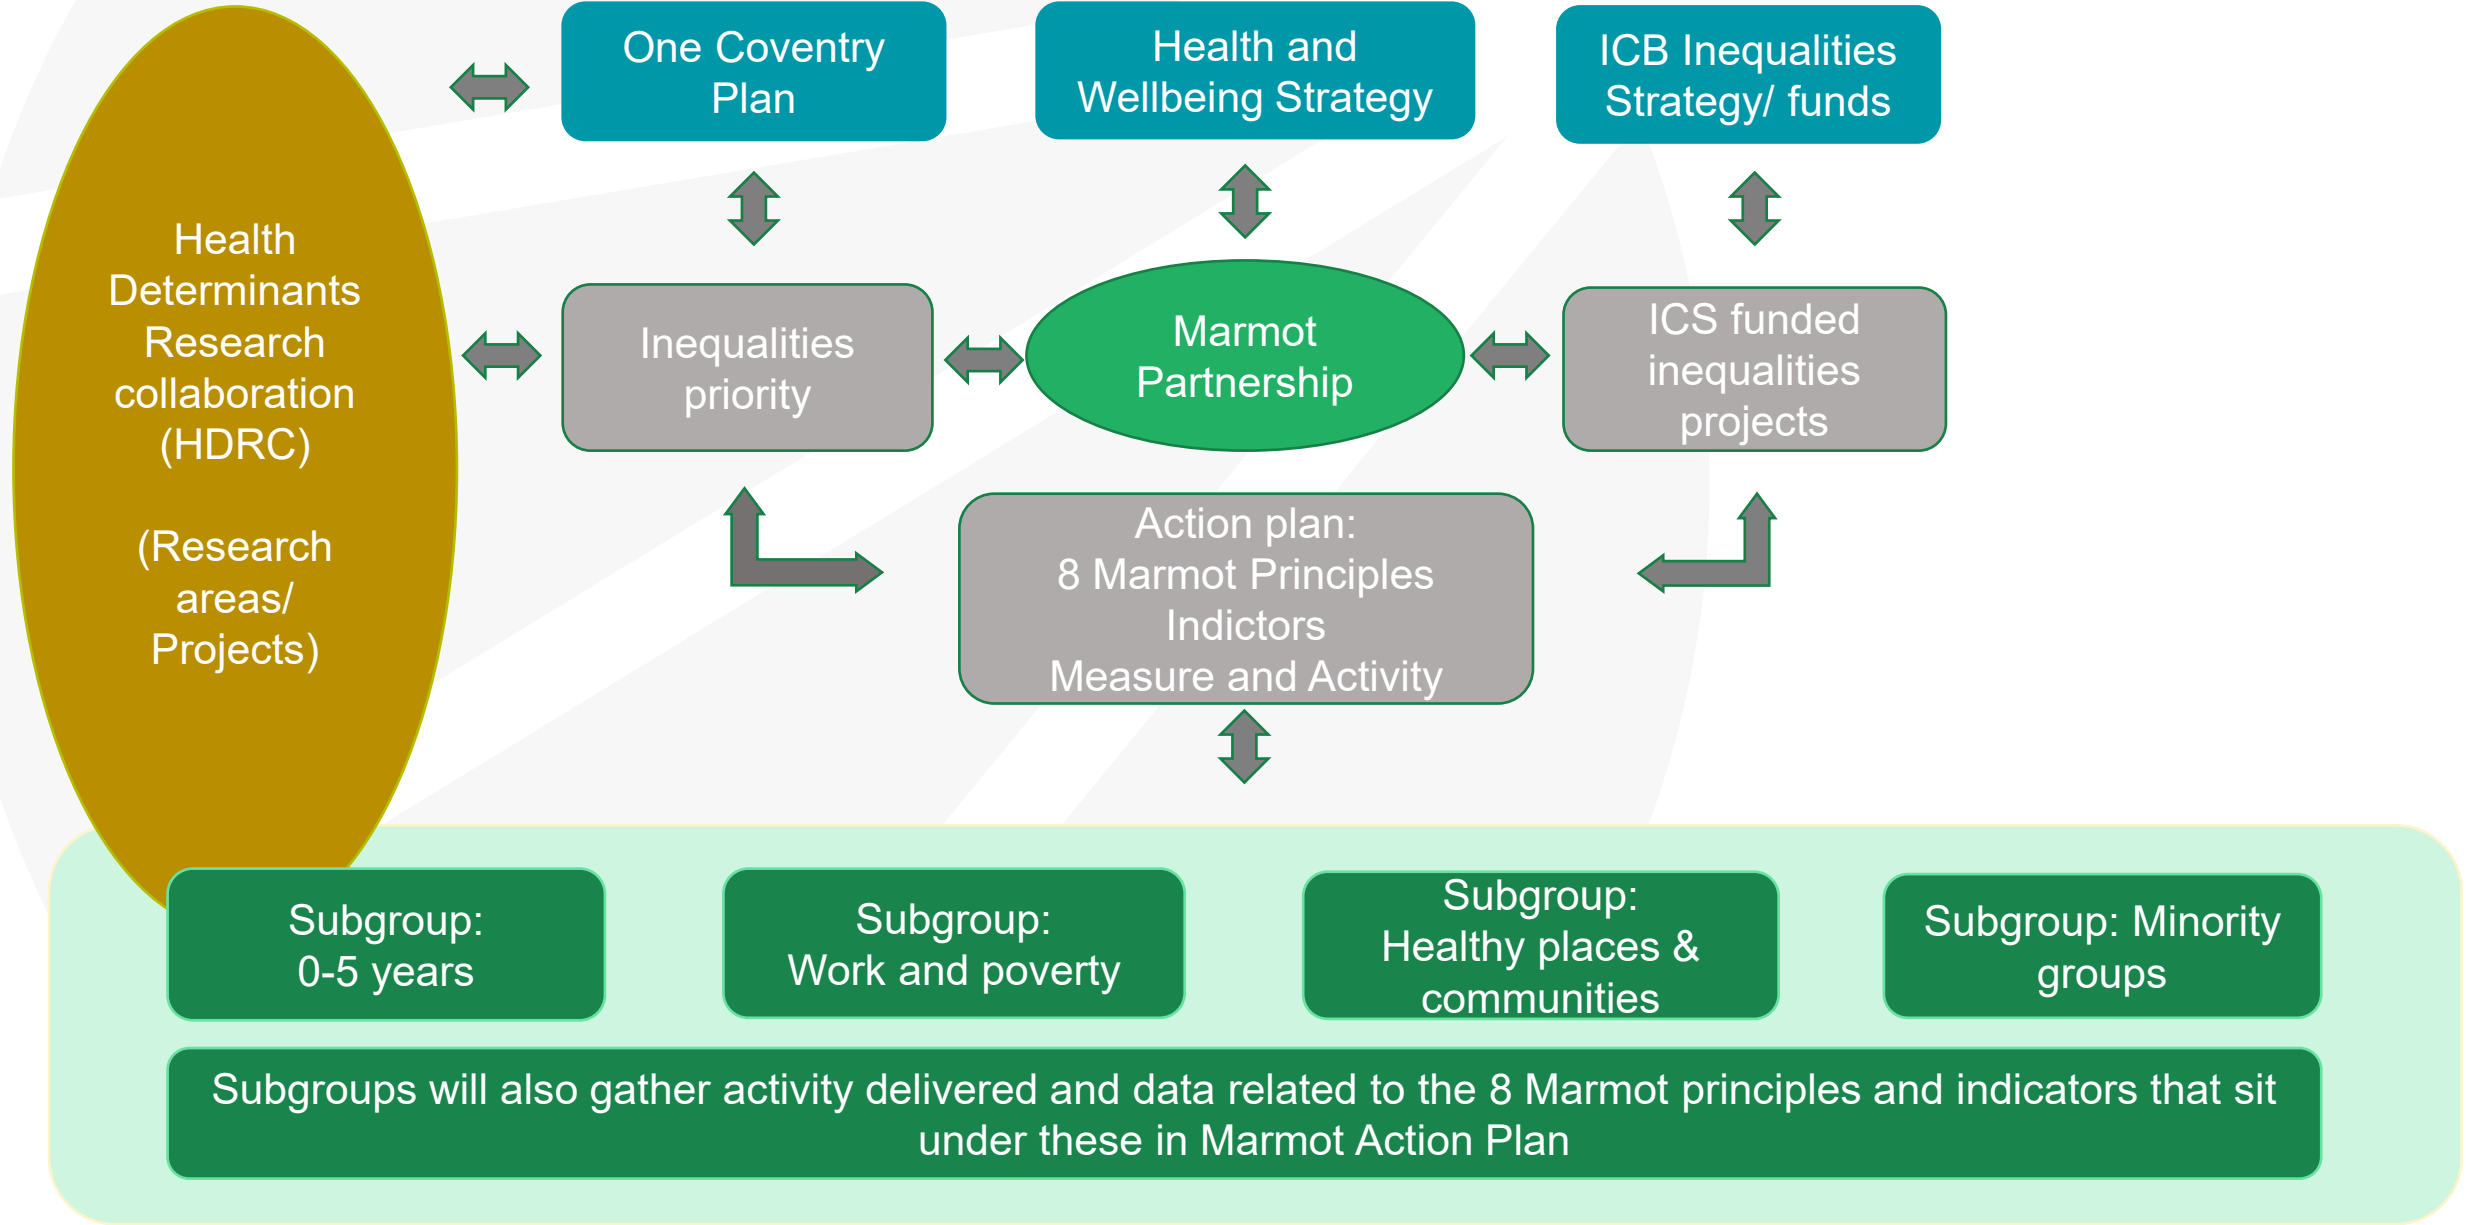 One Coventry
Plan
Health and
Wellbeing Strategy
ICB Inequalities
Strategy/ funds
Health
Determinants
Research
collaboration
(HDRC)
(Research
areas/
Projects)
Inequalities
priority
Marmot
Partnership
ICS funded
inequalities
projects
Action plan:
8 Marmot Principles
Indictors
Measure and Activity
Subgroup:
0-5 years
Subgroup:
Work and poverty
Subgroup:
Healthy places &
communities
Subgroup: Minority
groups
Subgroups will also gather activity delivered and data related to the 8 Marmot principles and indicators that sit
under these in Marmot Action Plan